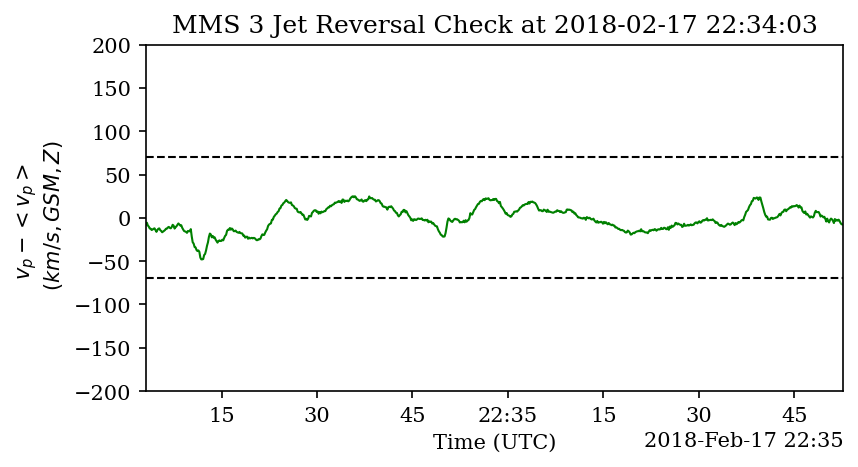 MMS 3 Jet Reversal Check at 2018-02-17 22:34:03
200
150
100
50
0
−50
−100
−150
−200
v_p − < v_p >
(km/s, GSM, Z)
15 30 45 22:35 15 30 45
Time (UTC)
2018-Feb-17 22:35